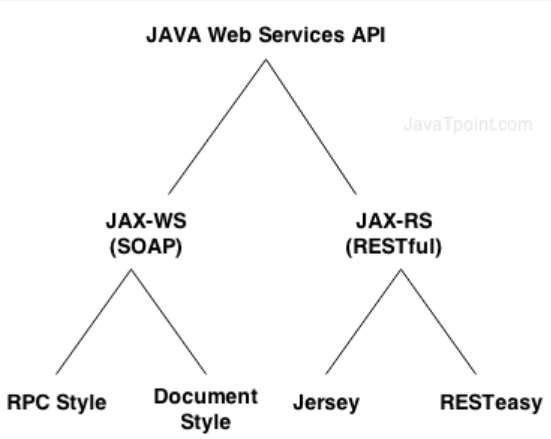 JAVA Web Services API
JavaTpoint.com
JAX-WS
(SOAP)
JAX-RS
(RESTful)
RPC Style
Document
Style
Jersey
RESTeasy